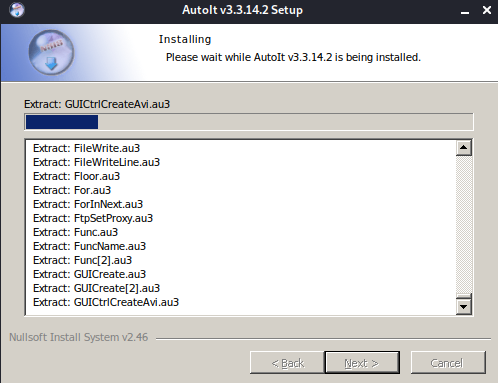 AutoIt v3.3.14.2 Setup
Installing
Please wait while AutoIt v3.3.14.2 is being installed.
Extract: GUICtrlCreateAvi.au3
Extract: FileWrite.au3
Extract: FileWriteLine.au3
Extract: Floor.au3
Extract: For.au3
Extract: ForInNext.au3
Extract: FtpSetProxy.au3
Extract: Func.au3
Extract: FuncName.au3
Extract: Func[2].au3
Extract: GUICreate.au3
Extract: GUICreate[2].au3
Extract: GUICtrlCreateAvi.au3
Nullsoft Install System v2.46
< Back Next > Cancel